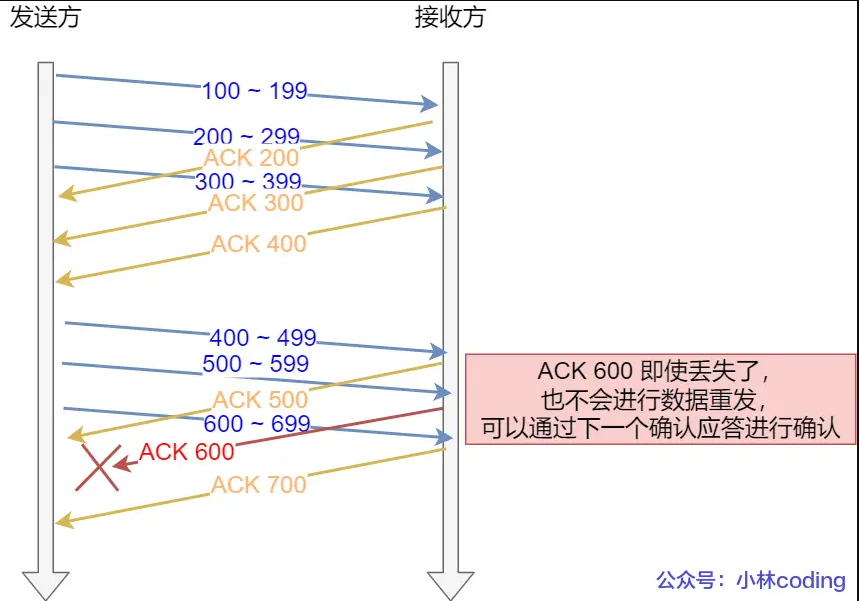 发送方
接收方
100 ~ 199
200 ~ 299
ACK 200
300 ~ 399
ACK 300
ACK 400
400 ~ 499
500 ~ 599
ACK 500
600 ~ 699
ACK 600
ACK 700
ACK 600 即使丢失了，
也不会进行数据重发，
可以通过下一个确认应答进行确认
公众号：小林coding